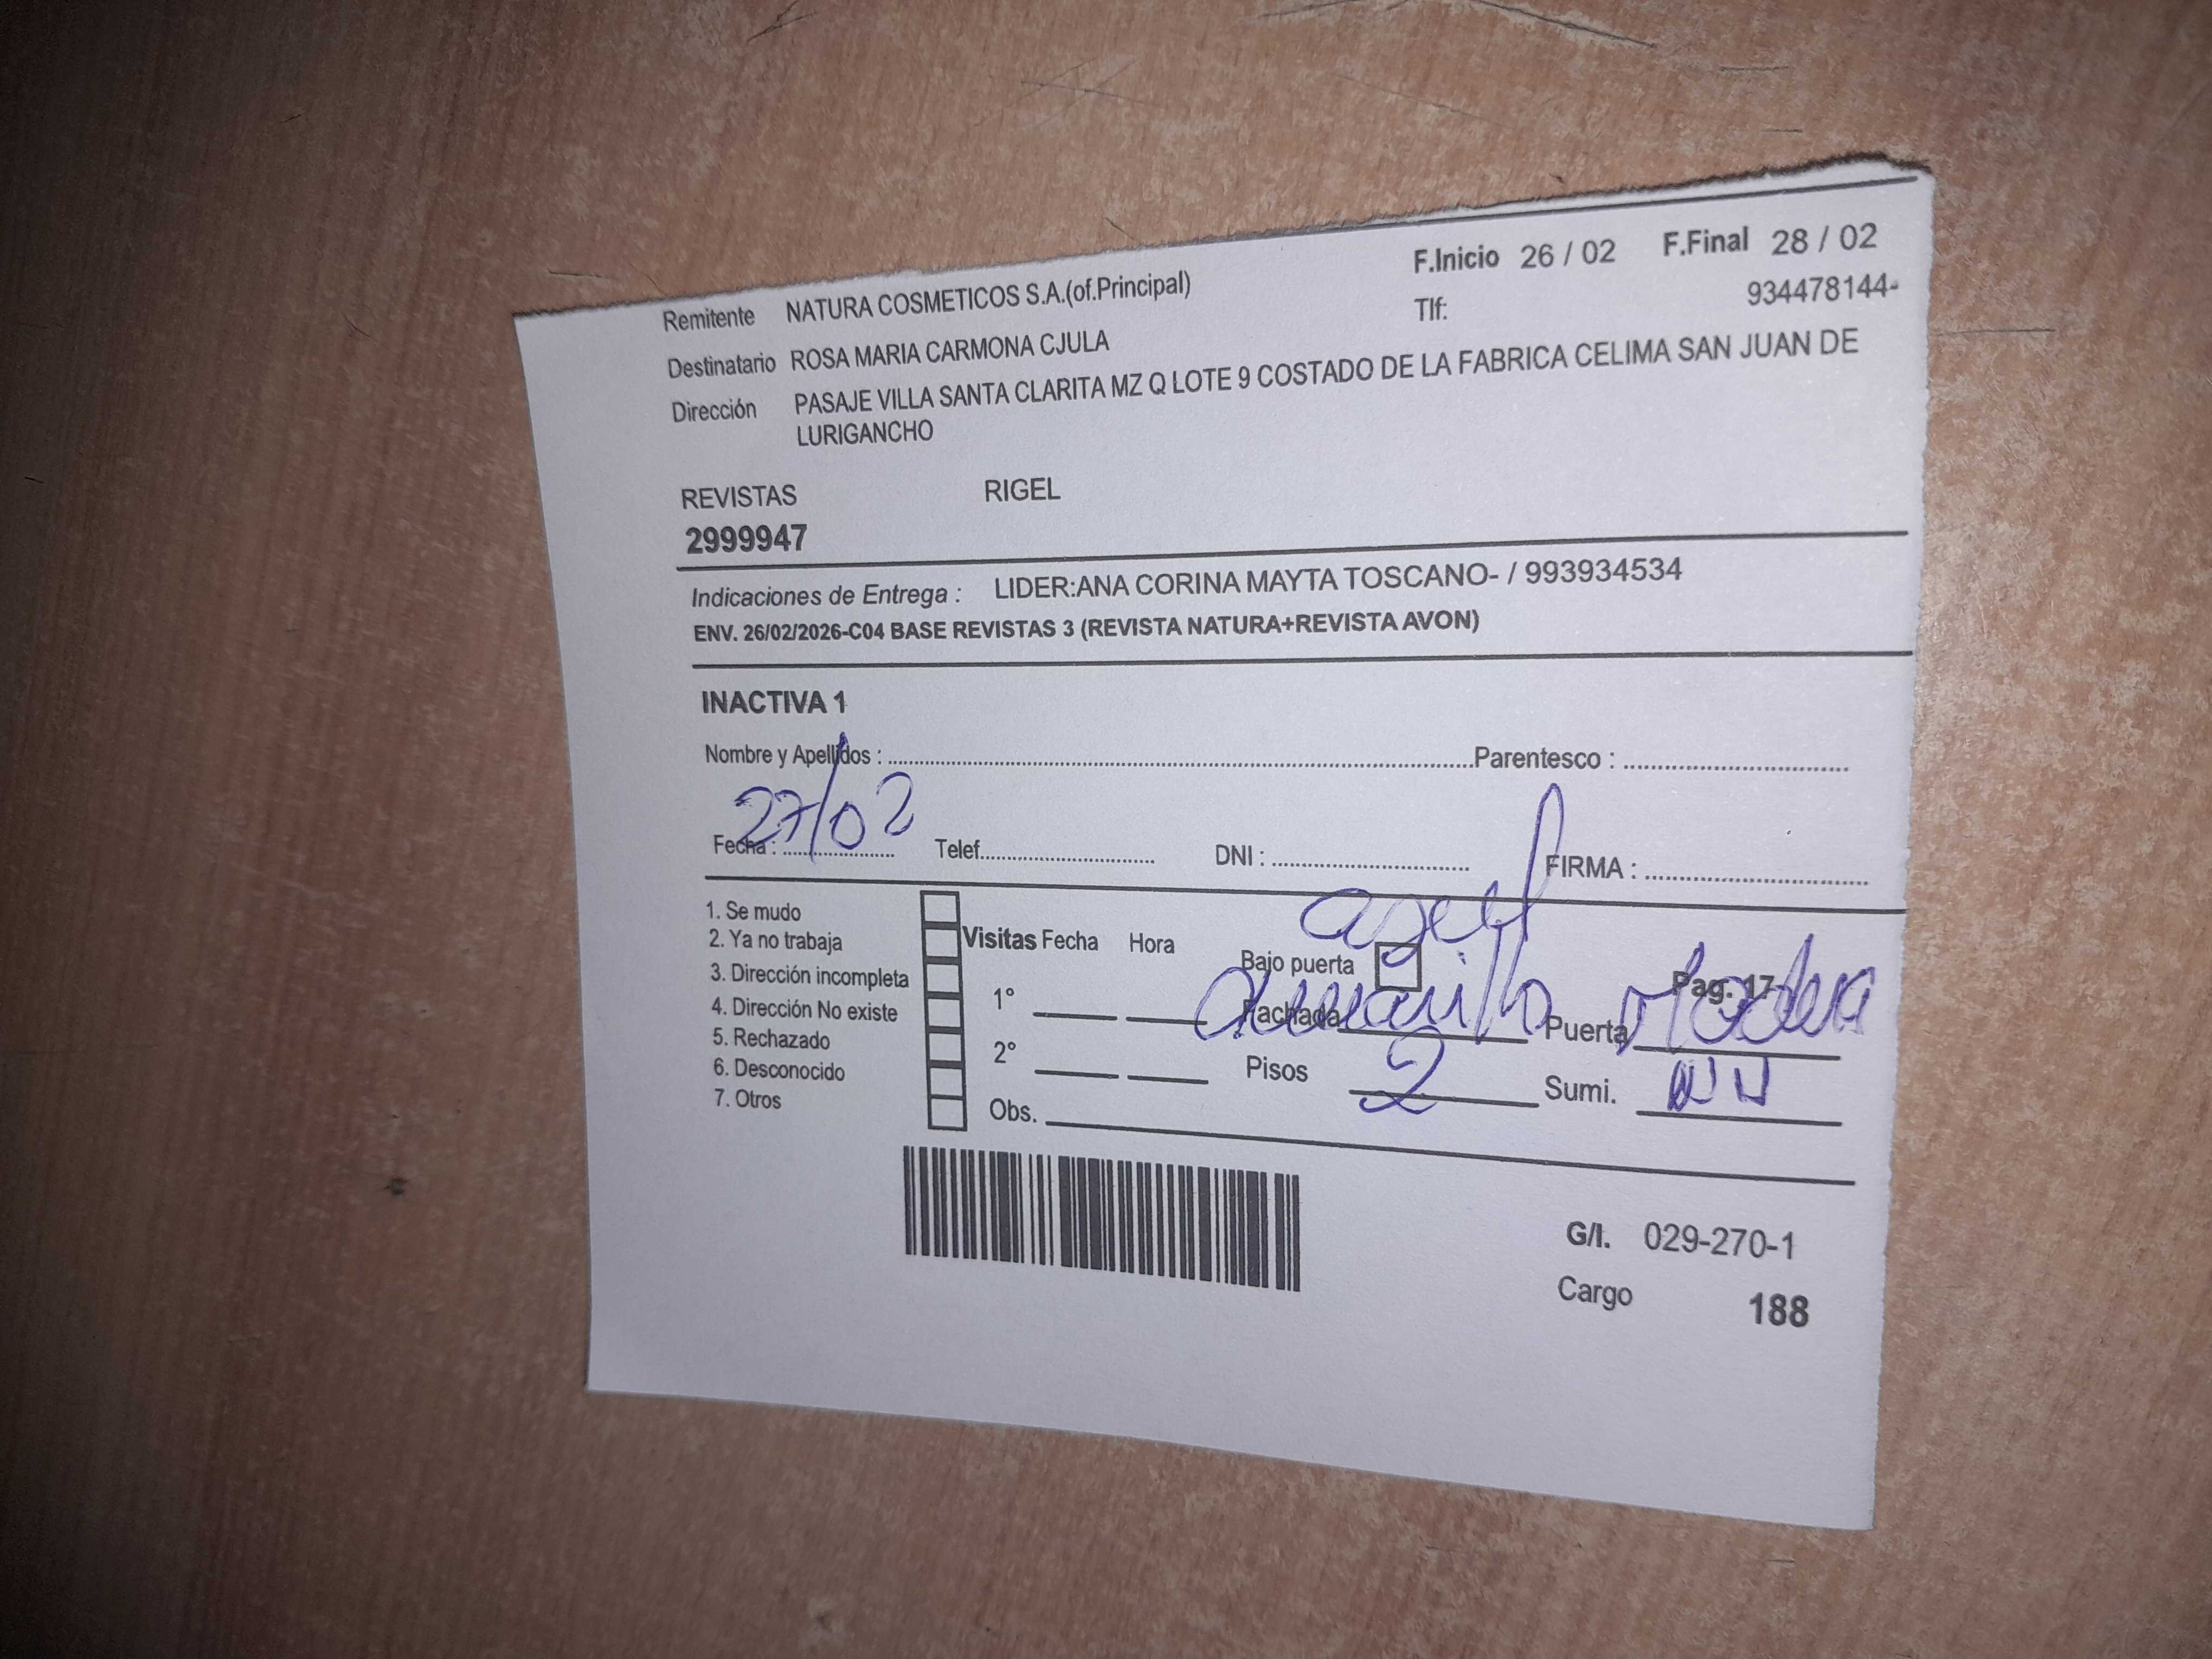 F.Inicio 26 / 02 F.Final 28 / 02
Remitente NATURA COSMETICOS S.A.(of.Principal) Tlf: 934478144-
Destinatario ROSA MARIA CARMONA CJULA
Dirección PASAJE VILLA SANTA CLARITA MZ Q LOTE 9 COSTADO DE LA FABRICA CELIMA SAN JUAN DE
LURIGANCHO
REVISTAS RIGEL
2999947
Indicaciones de Entrega : LIDER:ANA CORINA MAYTA TOSCANO- / 993934534
ENV. 26/02/2026-C04 BASE REVISTAS 3 (REVISTA NATURA+REVISTA AVON)
INACTIVA 1
Nombre y Apellidos : Parentesco :
Fecha : 27/02 Telef. DNI : FIRMA :
1. Se mudo
2. Ya no trabaja Visitas Fecha Hora Bajo puerta
3. Dirección incompleta Pag. 17
4. Dirección No existe 1° Fachada amarillo Puerta Madera
5. Rechazado
6. Desconocido 2° Pisos 2 Sumi.
7. Otros Obs.
G/I. 029-270-1
Cargo 188